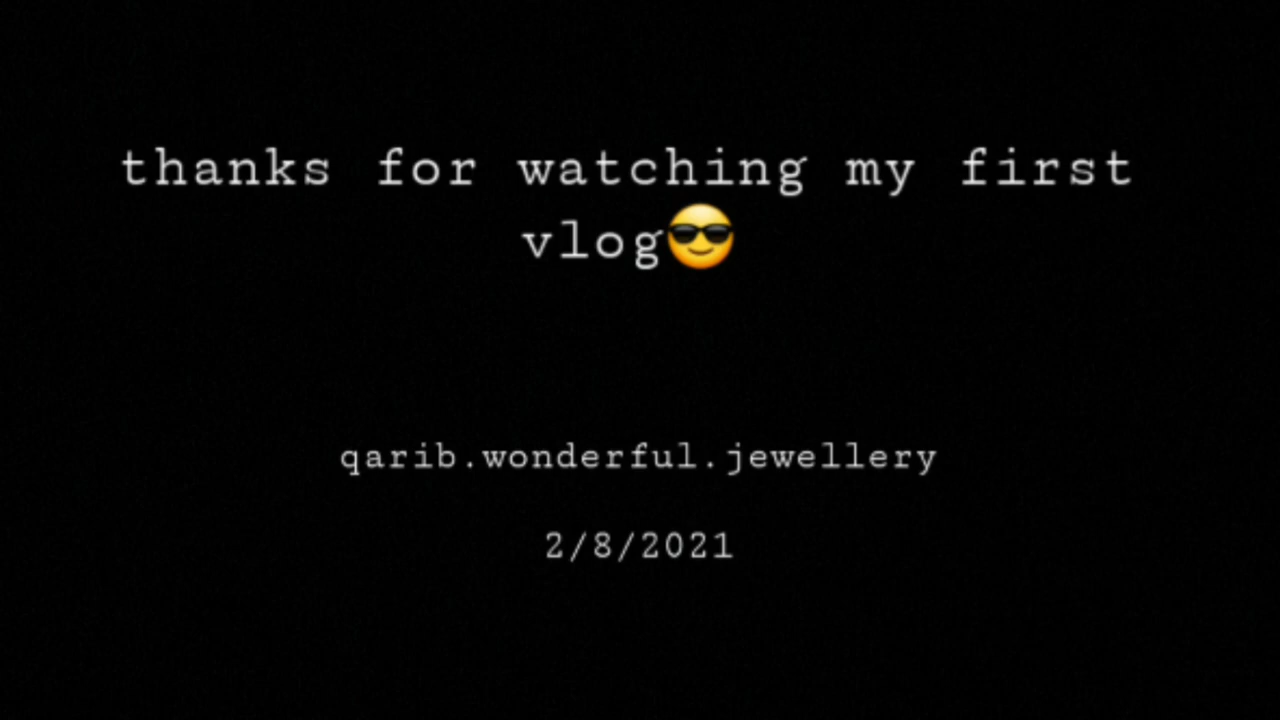 thanks for watching my first
vlog😎
qarib.wonderful.jewellery
2/8/2021